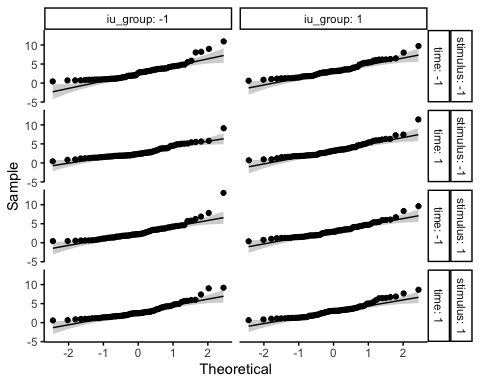 iu_group: -1
iu_group: 1
10
5
0
-5
time: -1
stimulus: -1
10
5
0
-5
time: 1
stimulus: -1
10
5
0
-5
time: -1
stimulus: 1
10
5
0
-5
time: 1
stimulus: 1
Sample
-2 -1 0 1 2
-2 -1 0 1 2
Theoretical